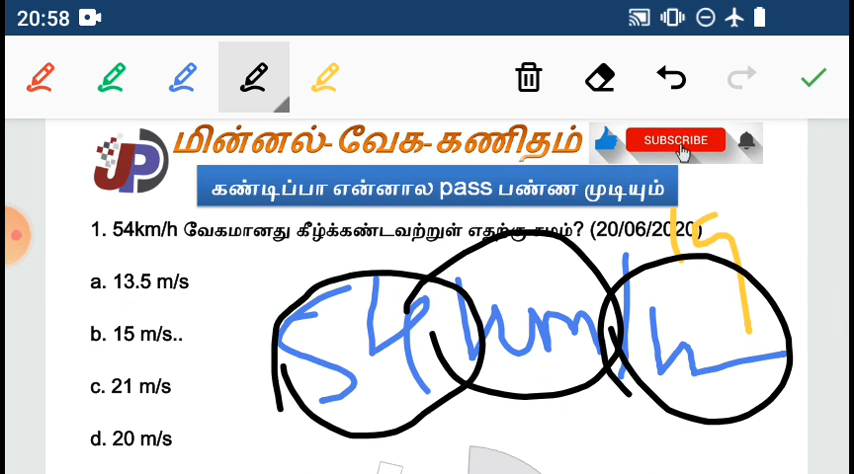 20:58
JP மின்னல்-வேக-கணிதம் SUBSCRIBE
கண்டிப்பா என்னால pass பண்ண முடியும்
1. 54km/h வேகமானது கீழ்க்கண்டவற்றுள் எதற்கு சமம்? (20/06/2020)
a. 13.5 m/s
b. 15 m/s..
c. 21 m/s
d. 20 m/s
54 km/h